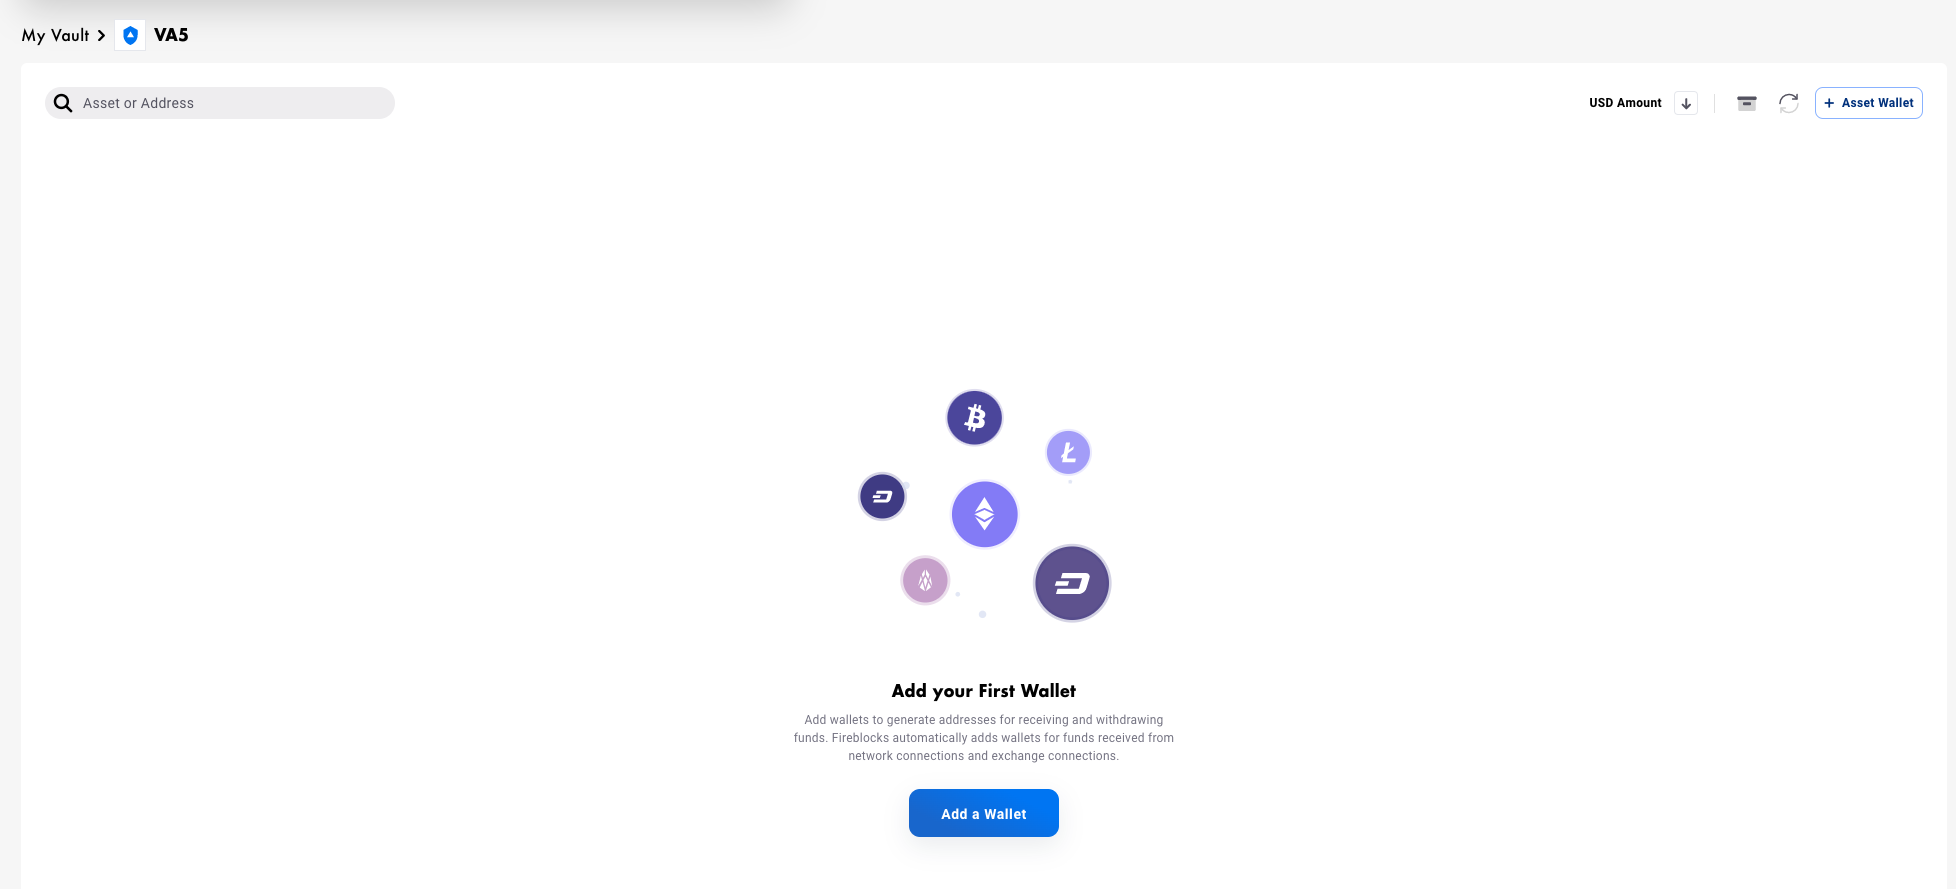 My Vault > VA5
Asset or Address
USD Amount
+ Asset Wallet
Add your First Wallet
Add wallets to generate addresses for receiving and withdrawing
funds. Fireblocks automatically adds wallets for funds received from
network connections and exchange connections.
Add a Wallet